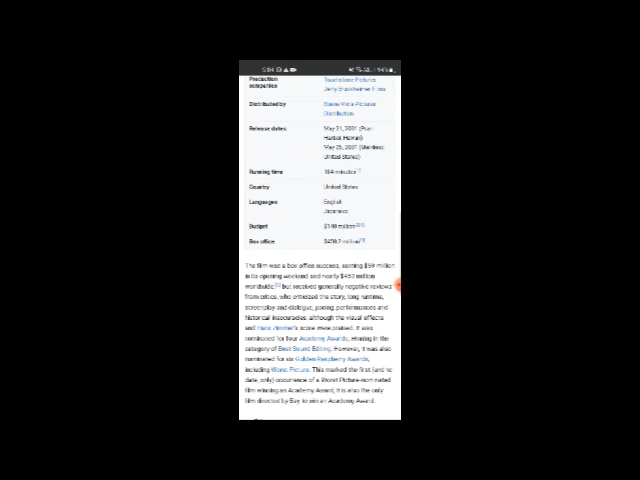 Production companies
Touchstone Pictures
Jerry Bruckheimer Films
Distributed by
Buena Vista Pictures
Distribution
Release dates
May 21, 2001 (Pearl
Harbor, Hawaii)
May 25, 2001 (
United States)
Running time
Country
United States
Languages
English
Japanese
Budget
million
Box office
million
The film was a box office success, earning $59 million
in its opening weekend and nearly $450 million
worldwide; but received generally negative reviews
from critics, who criticized the story, long runtime,
screenplay and dialogue, pacing, performances and
historical inaccuracies, although the visual effects
and Hans Zimmer's score were praised. It was
nominated for four Academy Awards, winning in the
category of Best Sound Editing. However, it was also
nominated for six Golden Raspberry Awards,
including Worst Picture. This marked the first (and to
date, only) occurrence of a Worst Picture-nominated
film winning an Academy Award; it is also the only
film directed by Bay to win an Academy Award.